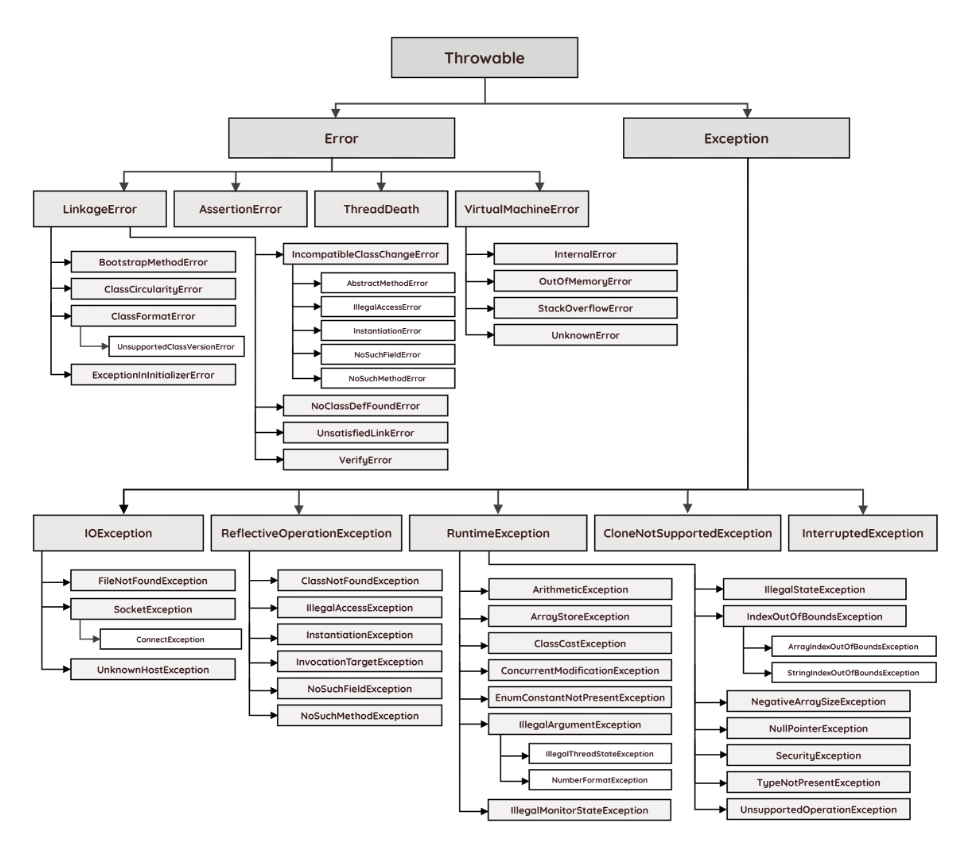 Throwable
Error
Exception
LinkageError
AssertionError
ThreadDeath
VirtualMachineError
BootstrapMethodError
ClassCircularityError
ClassFormatError
UnsupportedClassVersionError
ExceptionInInitializerError
IncompatibleClassChangeError
AbstractMethodError
IllegalAccessError
InstantiationError
NoSuchFieldError
NoSuchMethodError
NoClassDefFoundError
UnsatisfiedLinkError
VerifyError
InternalError
OutOfMemoryError
StackOverflowError
UnknownError
IOException
ReflectiveOperationException
RuntimeException
CloneNotSupportedException
InterruptedException
FileNotFoundException
SocketException
ConnectException
UnknownHostException
ClassNotFoundException
IllegalAccessException
InstantiationException
InvocationTargetException
NoSuchFieldException
NoSuchMethodException
ArithmeticException
ArrayStoreException
ClassCastException
ConcurrentModificationException
EnumConstantNotPresentException
IllegalArgumentException
IllegalThreadStateException
NumberFormatException
IllegalMonitorStateException
IllegalStateException
IndexOutOfBoundsException
ArrayIndexOutOfBoundsException
StringIndexOutOfBoundsException
NegativeArraySizeException
NullPointerException
SecurityException
TypeNotPresentException
UnsupportedOperationException